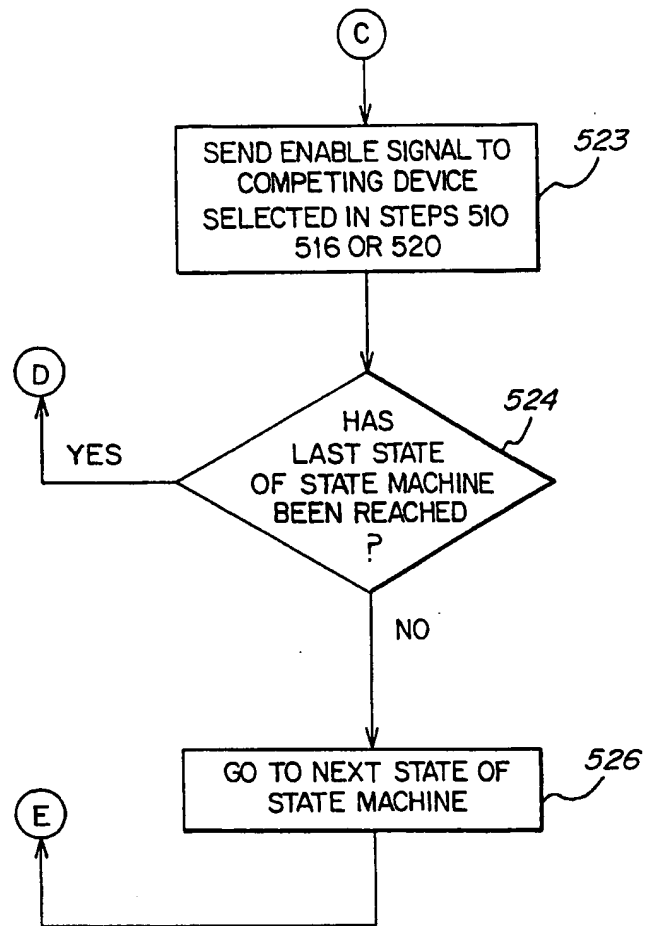 C
SEND ENABLE SIGNAL TO
COMPETING DEVICE
SELECTED IN STEPS 510
516 OR 520
523
D
YES
HAS
LAST STATE
OF STATE MACHINE
BEEN REACHED
?
524
NO
GO TO NEXT STATE OF
STATE MACHINE
526
E